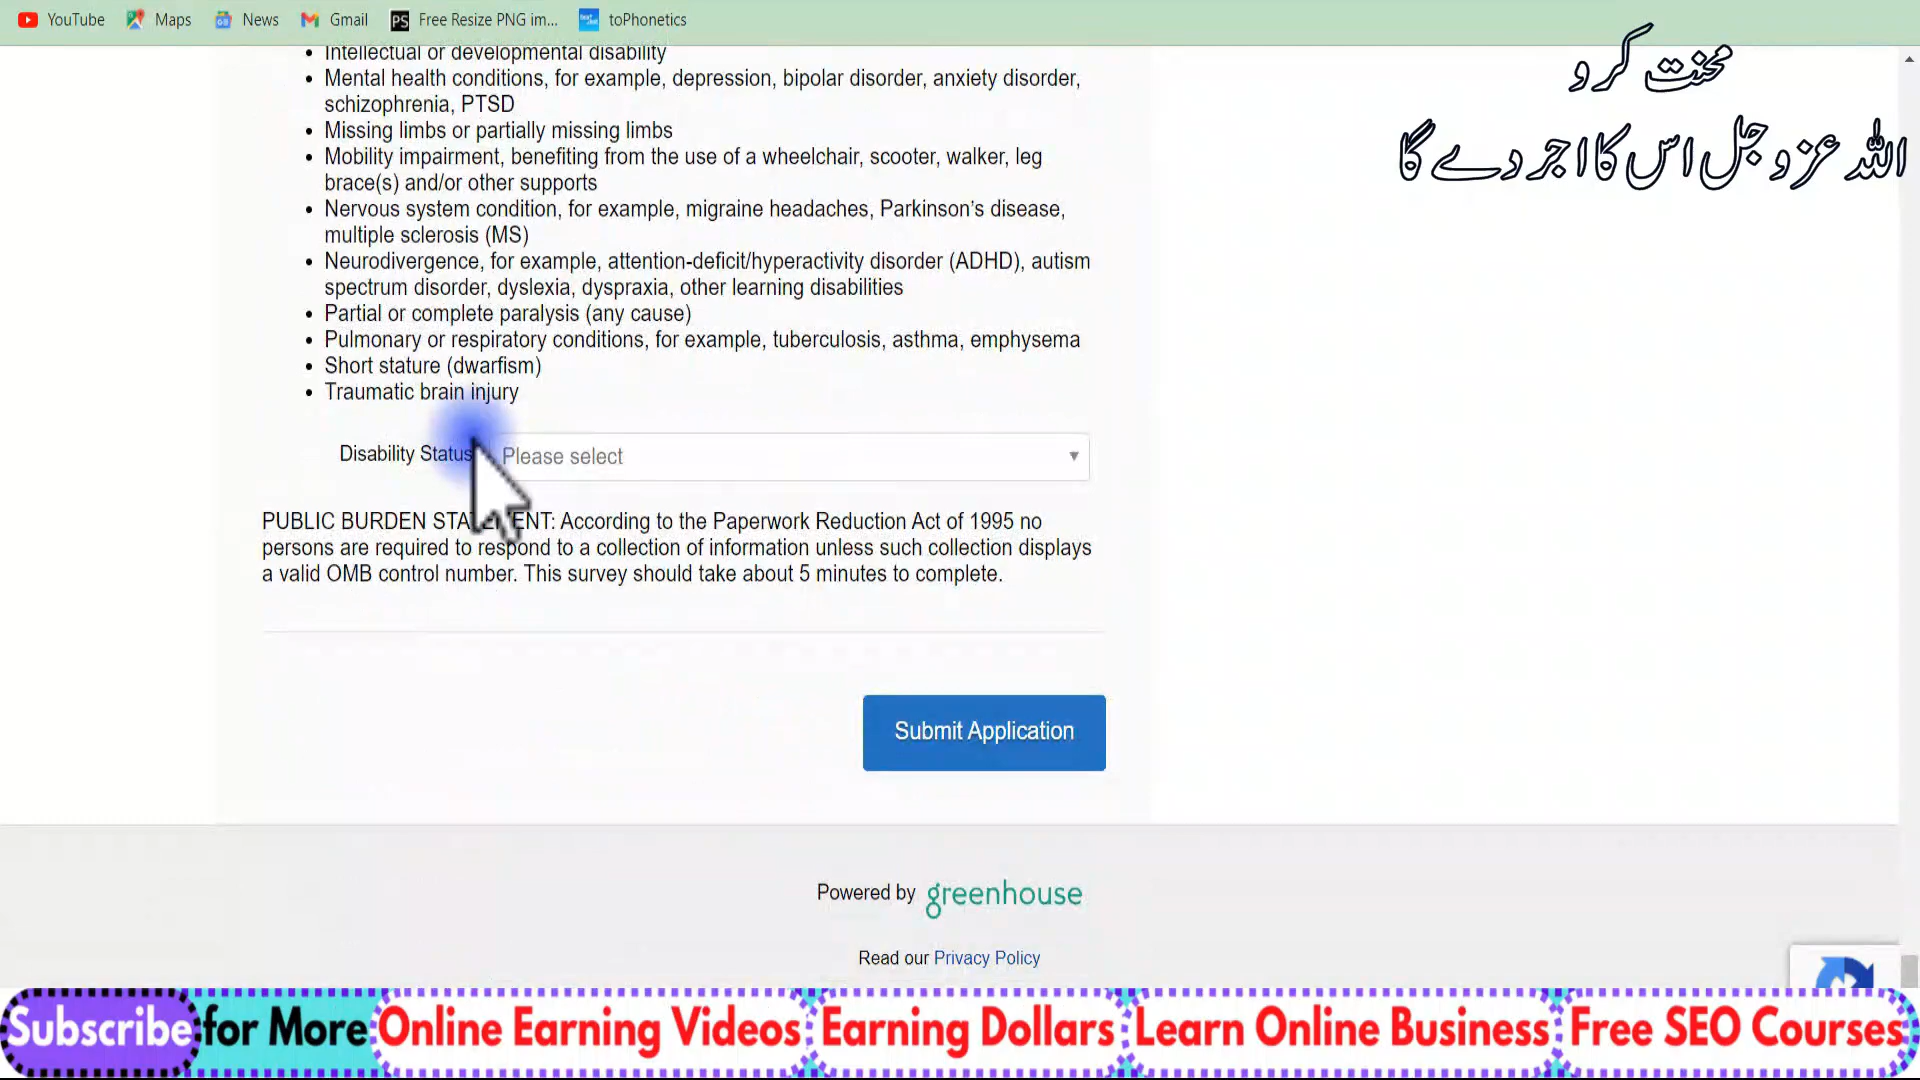 YouTube Maps News Gmail PS Free Resize PNG im... toPhonetics
محنت کرو
اللہ عزوجل اس کا اجر دے گا
Intellectual or developmental disability
Mental health conditions, for example, depression, bipolar disorder, anxiety disorder,
schizophrenia, PTSD
Missing limbs or partially missing limbs
Mobility impairment, benefiting from the use of a wheelchair, scooter, walker, leg
brace(s) and/or other supports
Nervous system condition, for example, migraine headaches, Parkinson’s disease,
multiple sclerosis (MS)
Neurodivergence, for example, attention-deficit/hyperactivity disorder (ADHD), autism
spectrum disorder, dyslexia, dyspraxia, other learning disabilities
Partial or complete paralysis (any cause)
Pulmonary or respiratory conditions, for example, tuberculosis, asthma, emphysema
Short stature (dwarfism)
Traumatic brain injury
Disability Status Please select
PUBLIC BURDEN STATEMENT: According to the Paperwork Reduction Act of 1995 no
persons are required to respond to a collection of information unless such collection displays
a valid OMB control number. This survey should take about 5 minutes to complete.
Submit Application
Powered by greenhouse
Read our Privacy Policy
Subscribe for More Online Earning Videos Earning Dollars Learn Online Business Free SEO Courses